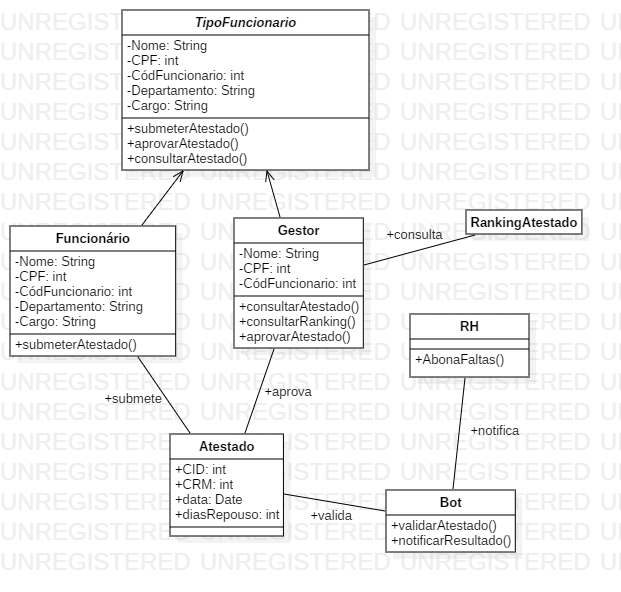 TipoFuncionario
-Nome: String
-CPF: int
-CódFuncionario: int
-Departamento: String
-Cargo: String
+submeterAtestado()
+aprovarAtestado()
+consultarAtestado()
Funcionário
-Nome: String
-CPF: int
-CódFuncionario: int
-Departamento: String
-Cargo: String
+submeterAtestado()
Gestor
-Nome: String
-CPF: int
-CódFuncionario: int
+consultarAtestado()
+consultarRanking()
+aprovarAtestado()
+consulta
RankingAtestado
RH
+AbonaFaltas()
+submete
+aprova
+notifica
Atestado
+CID: int
+CRM: int
+data: Date
+diasRepouso: int
+valida
Bot
+validarAtestado()
+notificarResultado()
UNREGISTERED UNREGISTERED UNREGISTERED UN